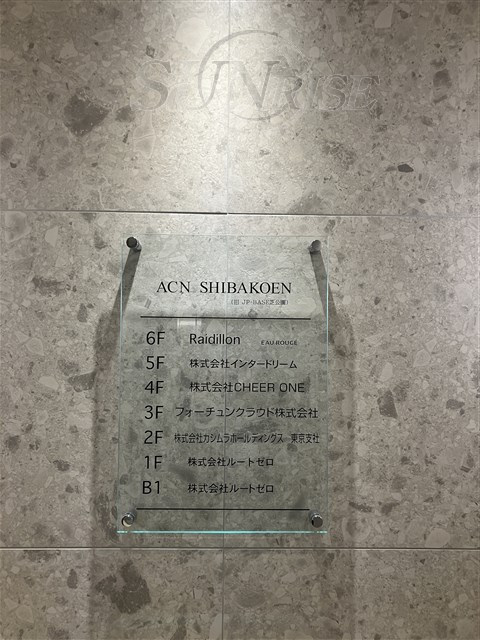 SUNRISE
ACN SHIBAKOEN
(旧 JP-BASE芝公園)
6F Raidillon EAU ROUGE
5F 株式会社インタードリーム
4F 株式会社CHEER ONE
3F フォーチュンクラウド株式会社
2F 株式会社カシムラホールディングス 東京支社
1F 株式会社ルートゼロ
B1 株式会社ルートゼロ